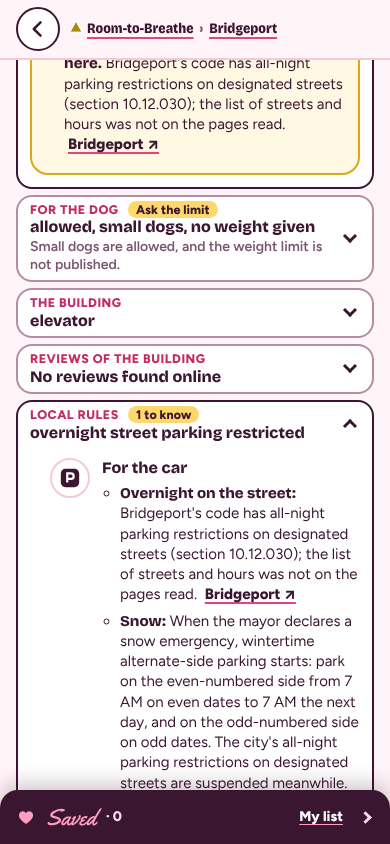 Room-to-Breathe › Bridgeport
here. Bridgeport's code has all-night
parking restrictions on designated streets
(section 10.12.030); the list of streets and
hours was not on the pages read.
Bridgeport ↗
FOR THE DOG Ask the limit
allowed, small dogs, no weight given
Small dogs are allowed, and the weight limit is
not published.
THE BUILDING
elevator
REVIEWS OF THE BUILDING
No reviews found online
LOCAL RULES 1 to know
overnight street parking restricted
P
For the car
Overnight on the street:
Bridgeport's code has all-night
parking restrictions on designated
streets (section 10.12.030); the list
of streets and hours was not on the
pages read. Bridgeport ↗
Snow: When the mayor declares a
snow emergency, wintertime
alternate-side parking starts: park
on the even-numbered side from 7
AM on even dates to 7 AM the next
day, and on the odd-numbered side
on odd dates. The city's all-night
parking restrictions on designated
streets are suspended meanwhile.
Saved · 0 My list